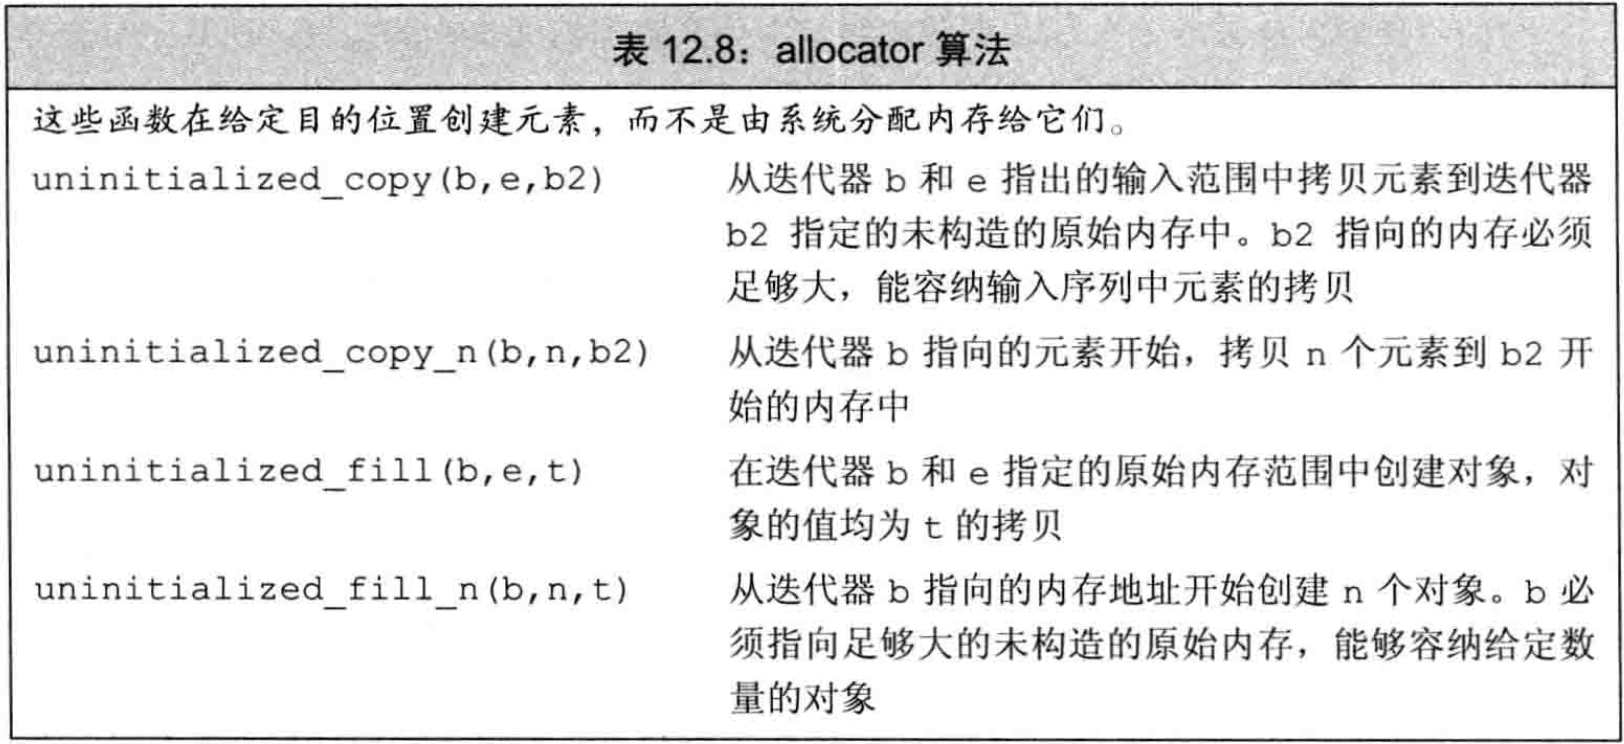 表 12.8：allocator 算法
这些函数在给定目的位置创建元素，而不是由系统分配内存给它们。
uninitialized_copy(b,e,b2) 从迭代器 b 和 e 指出的输入范围中拷贝元素到迭代器
b2 指定的未构造的原始内存中。b2 指向的内存必须
足够大，能容纳输入序列中元素的拷贝
uninitialized_copy_n(b,n,b2) 从迭代器 b 指向的元素开始，拷贝 n 个元素到 b2 开
始的内存中
uninitialized_fill(b,e,t) 在迭代器 b 和 e 指定的原始内存范围中创建对象，对
象的值均为 t 的拷贝
uninitialized_fill_n(b,n,t) 从迭代器 b 指向的内存地址开始创建 n 个对象。b 必
须指向足够大的未构造的原始内存，能够容纳给定数
量的对象